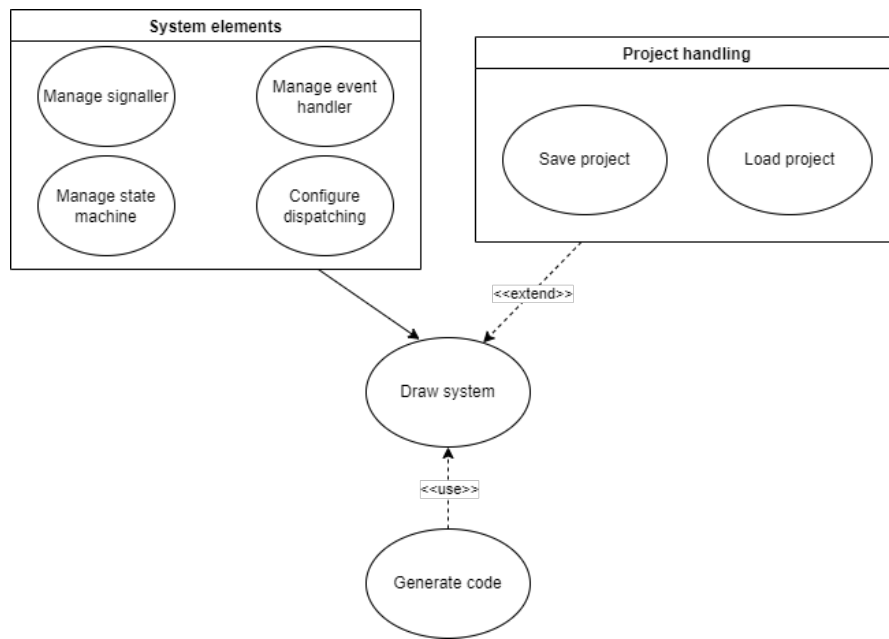 System elements
Manage signaller
Manage event
handler
Manage state
machine
Configure
dispatching
Project handling
Save project
Load project
<<extend>>
Draw system
<<use>>
Generate code